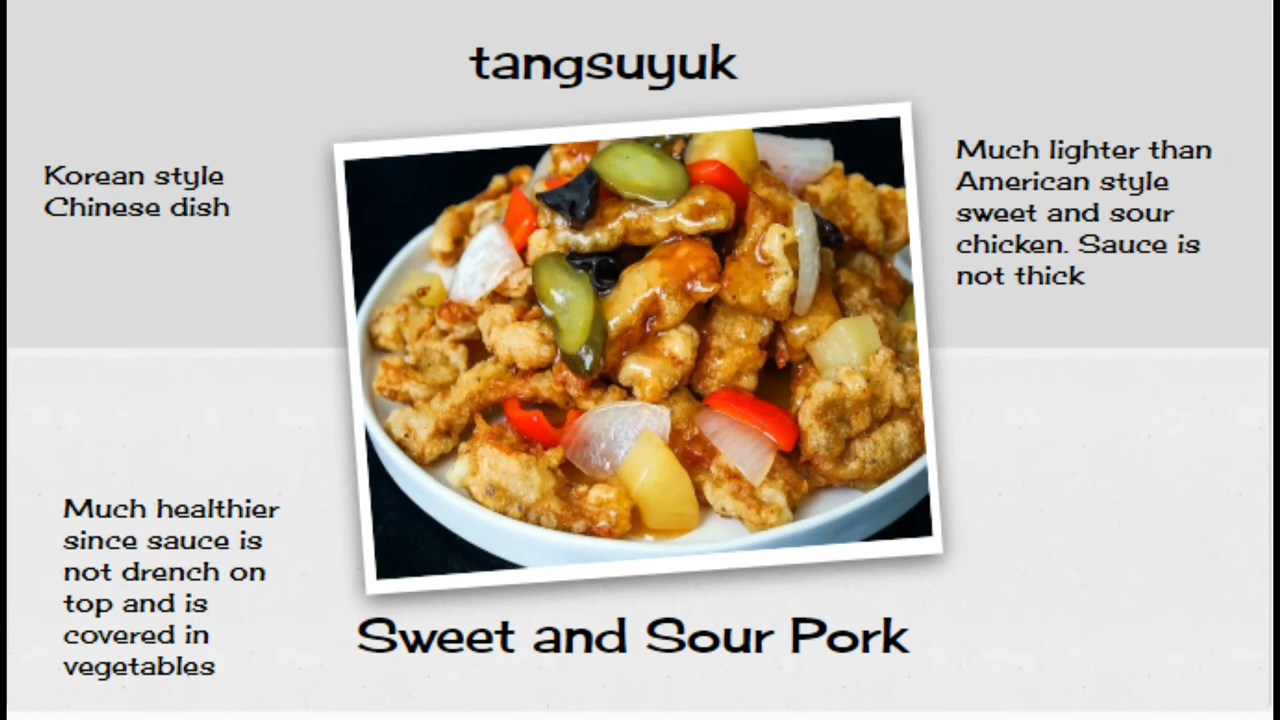 tangsuyuk
Korean style
Chinese dish
Much lighter than
American style
sweet and sour
chicken. Sauce is
not thick
Much healthier
since sauce is
not drench on
top and is
covered in
vegetables
Sweet and Sour Pork